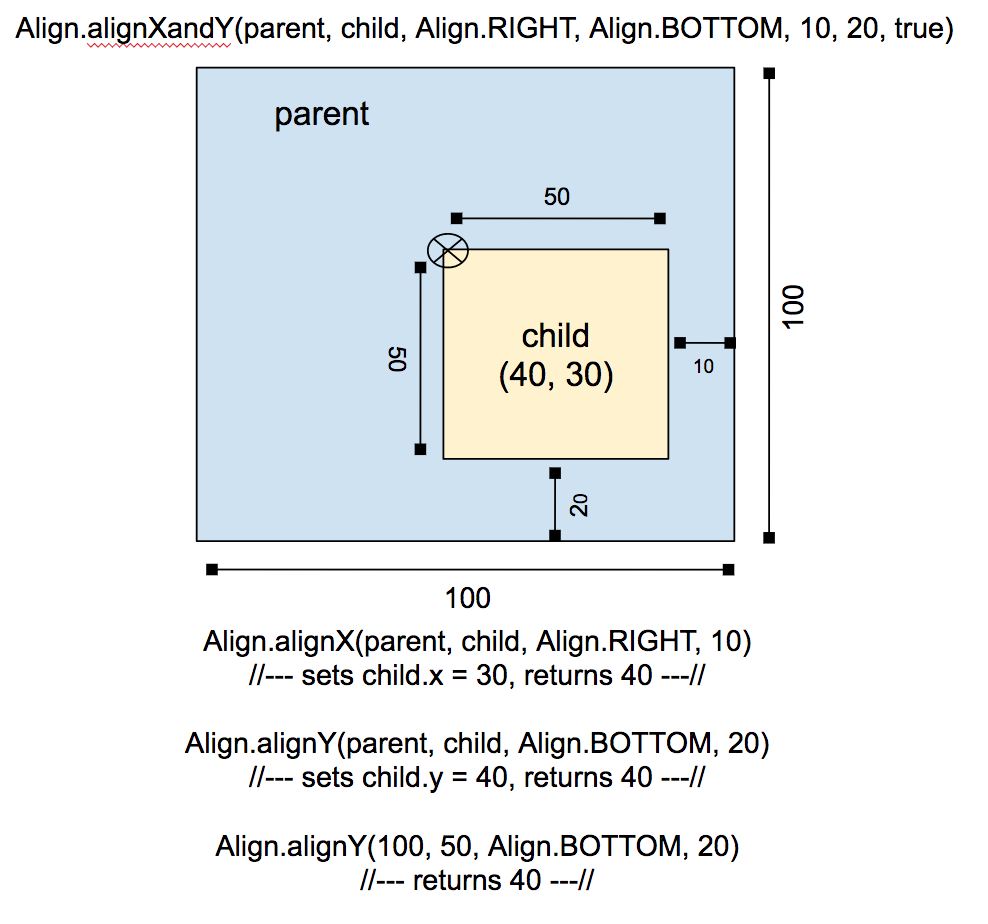 Align.alignXandY(parent, child, Align.RIGHT, Align.BOTTOM, 10, 20, true)
parent
50
100
50
child
(40, 30)
10
20
100
Align.alignX(parent, child, Align.RIGHT, 10)
//--- sets child.x = 30, returns 40 ---//
Align.alignY(parent, child, Align.BOTTOM, 20)
//--- sets child.y = 40, returns 40 ---//
Align.alignY(100, 50, Align.BOTTOM, 20)
//--- returns 40 ---//